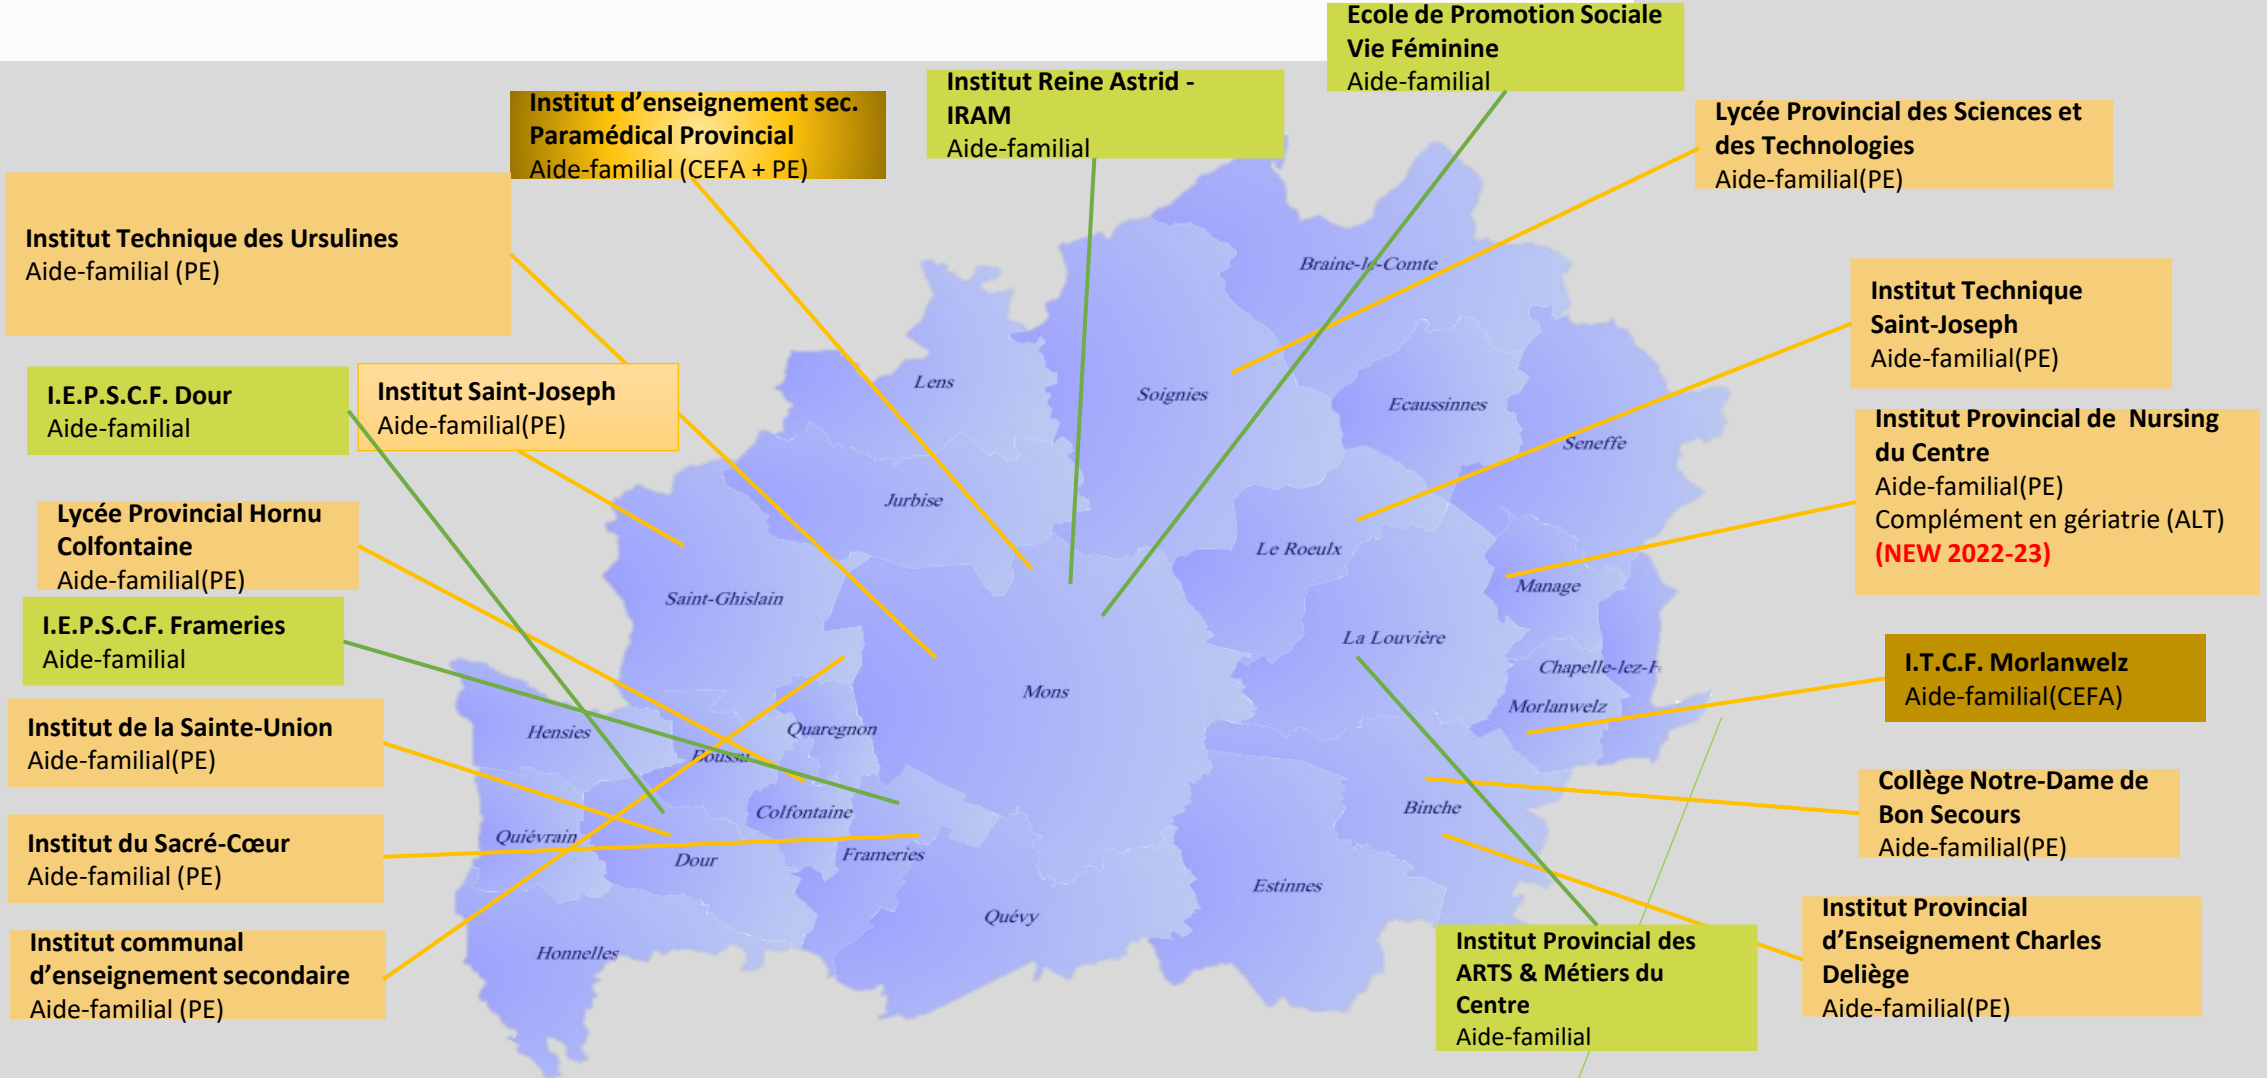 Ecole de Promotion Sociale
Vie Féminine
Aide-familial
Institut Reine Astrid -
IRAM
Aide-familial
Institut d’enseignement sec.
Paramédical Provincial
Aide-familial (CEFA + PE)
Lycée Provincial des Sciences et
des Technologies
Aide-familial(PE)
Institut Technique des Ursulines
Aide-familial (PE)
Institut Technique
Saint-Joseph
Aide-familial(PE)
I.E.P.S.C.F. Dour
Aide-familial
Institut Saint-Joseph
Aide-familial(PE)
Institut Provincial de Nursing
du Centre
Aide-familial(PE)
Complément en gériatrie (ALT)
(NEW 2022-23)
Lycée Provincial Hornu
Colfontaine
Aide-familial(PE)
I.E.P.S.C.F. Frameries
Aide-familial
I.T.C.F. Morlanwelz
Aide-familial(CEFA)
Institut de la Sainte-Union
Aide-familial(PE)
Collège Notre-Dame de
Bon Secours
Aide-familial(PE)
Institut du Sacré-Cœur
Aide-familial (PE)
Institut communal
d’enseignement secondaire
Aide-familial (PE)
Institut Provincial des
ARTS & Métiers du
Centre
Aide-familial
Institut Provincial
d’Enseignement Charles
Deliège
Aide-familial(PE)
Braine-le-Comte
Lens
Soignies
Ecaussinnes
Seneffe
Jurbise
Le Roeulx
Manage
Saint-Ghislain
La Louvière
Chapelle-lez-H
Mons
Morlanwelz
Hensies
Quaregnon
Boussu
Colfontaine
Binche
Quiévrain
Dour
Frameries
Estinnes
Quévy
Honnelles